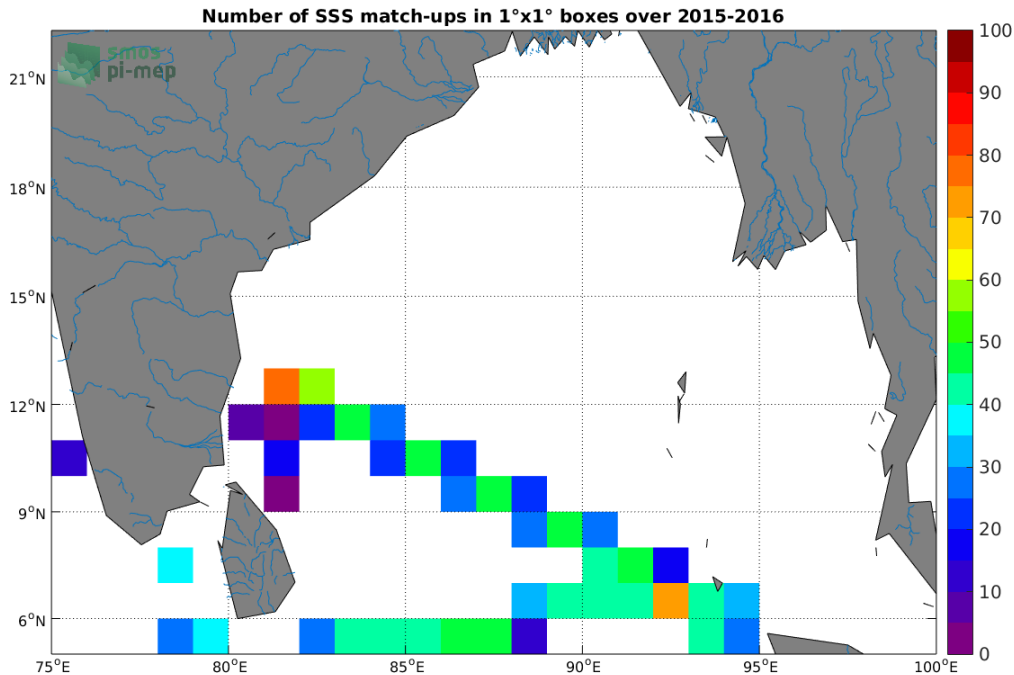 Number of SSS match-ups in 1°x1° boxes over 2015-2016
smos
pi-mep
21°N
18°N
15°N
12°N
9°N
6°N
75°E
80°E
85°E
90°E
95°E
100°E
100
90
80
70
60
50
40
30
20
10
0